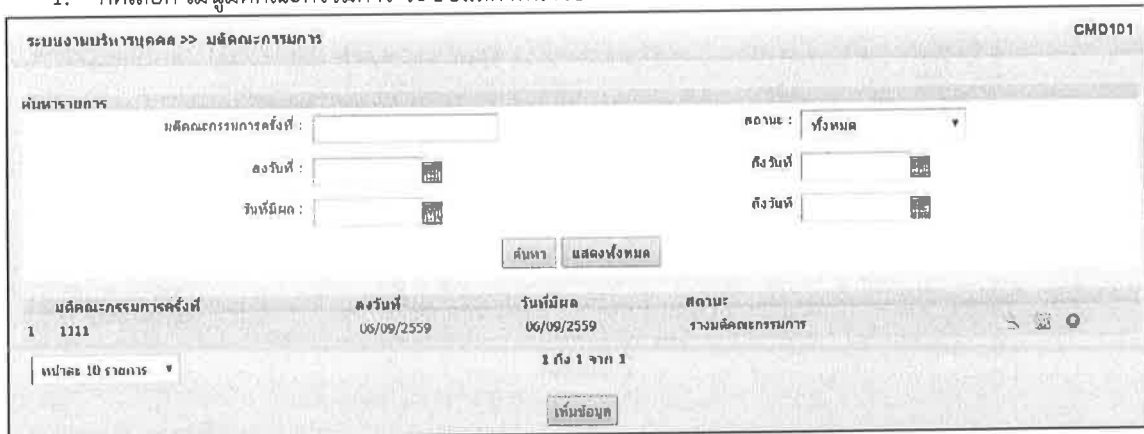 ระบบงานบริหารบุคคล >> มติคณะกรรมการ CMD101
ค้นหารายการ
มติคณะกรรมการครั้งที่ : สถานะ : ทั้งหมด
ลงวันที่ : ถึงวันที่
วันที่มีผล : ถึงวันที่
ค้นหา แสดงทั้งหมด
มติคณะกรรมการครั้งที่ ลงวันที่ วันที่มีผล สถานะ
1 1111 06/09/2559 06/09/2559 ร่างมติคณะกรรมการ
หน้าละ 10 รายการ 1 ถึง 1 จาก 1
เพิ่มข้อมูล